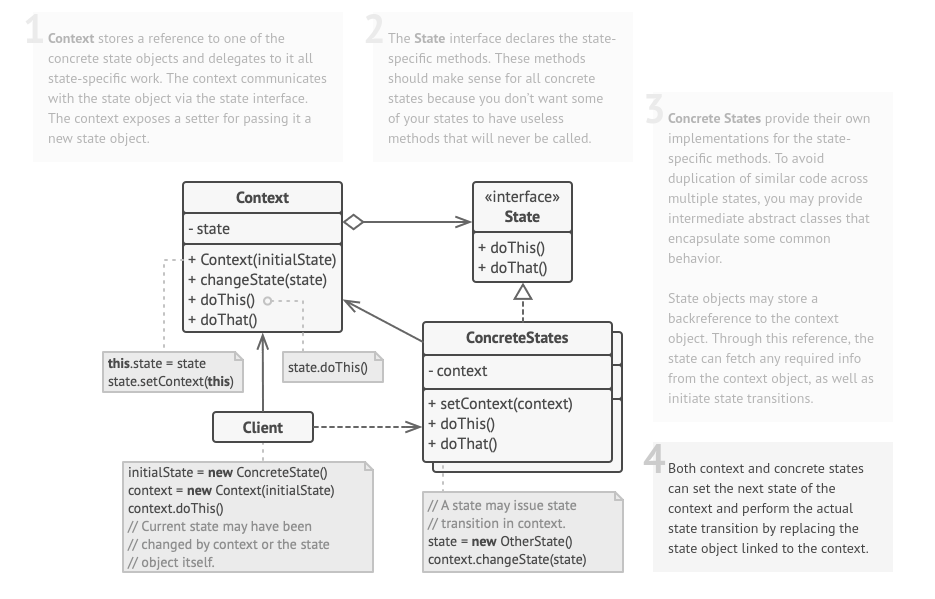 1
Context stores a reference to one of the
concrete state objects and delegates to it all
state-specific work. The context communicates
with the state object via the state interface.
The context exposes a setter for passing it a
new state object.
2
The State interface declares the state-
specific methods. These methods
should make sense for all concrete
states because you don't want some
of your states to have useless
methods that will never be called.
3
Concrete States provide their own
implementations for the state-
specific methods. To avoid
duplication of similar code across
multiple states, you may provide
intermediate abstract classes that
encapsulate some common
behavior.
State objects may store a
backreference to the context
object. Through this reference, the
state can fetch any required info
from the context object, as well as
initiate state transitions.
Context
- state
+ Context(initialState)
+ changeState(state)
+ doThis()
+ doThat()
«interface»
State
+ doThis()
+ doThat()
this.state = state
state.setContext(this)
state.doThis()
ConcreteStates
- context
+ setContext(context)
+ doThis()
+ doThat()
Client
initialState = new ConcreteState()
context = new Context(initialState)
context.doThis()
// Current state may have been
// changed by context or the state
// object itself.
// A state may issue state
// transition in context.
state = new OtherState()
context.changeState(state)
4
Both context and concrete states
can set the next state of the
context and perform the actual
state transition by replacing the
state object linked to the context.